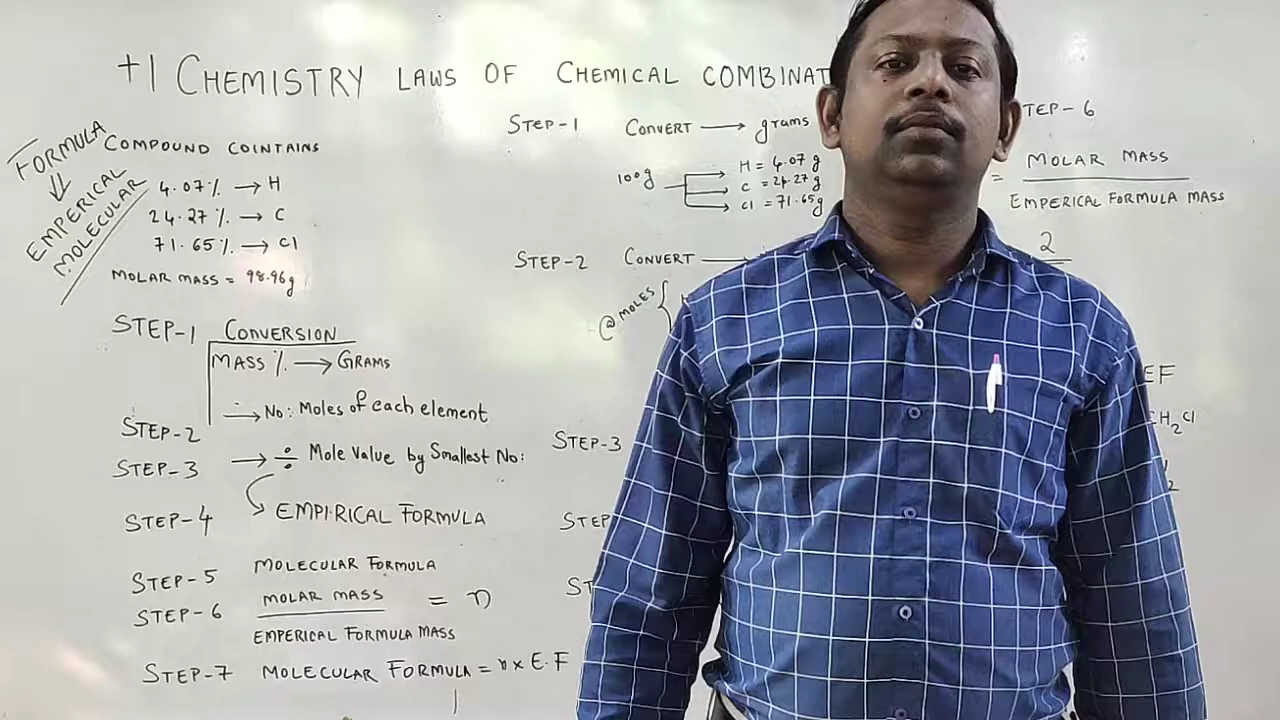 +1 CHEMISTRY LAWS OF CHEMICAL COMBINAT
FORMULA
EMPERICAL
MOLECULAR
COMPOUND COINTAINS
4.07% → H
24.27% → C
71.65% → Cl
MOLAR MASS = 98.96g
STEP-1 CONVERSION
MASS % → GRAMS
STEP-2 → No: Moles of each element
STEP-3 → ÷ Mole Value by Smallest No:
STEP-4 EMPIRICAL FORMULA
STEP-5 MOLECULAR FORMULA
STEP-6 MOLAR MASS
EMPERICAL FORMULA MASS
= n
STEP-7 MOLECULAR FORMULA = n × E.F
STEP-1 CONVERT → grams
100g
H = 4.07 g
C = 24.27g
Cl = 71.65g
STEP-2 CONVERT →
@ MOLES {
STEP-3
STEP
ST
TEP-6
= MOLAR MASS
EMPERICAL FORMULA MASS
2
EF
CH2Cl